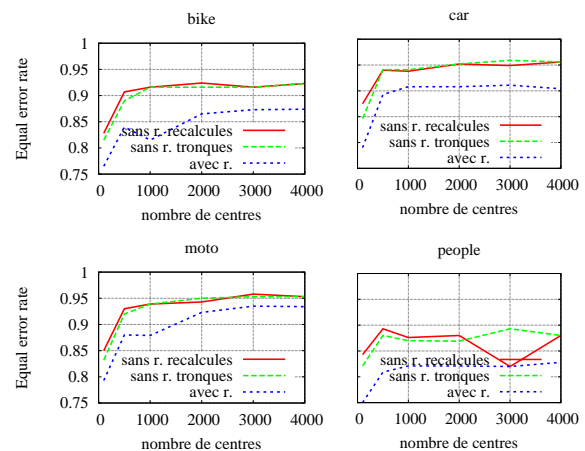 bike
car
Equal error rate
1
0.95
0.9
0.85
0.8
0.75
sans r. recalcules
sans r. tronques
avec r.
0 1000 2000 3000 4000
nombre de centres
sans r. recalcules
sans r. tronques
avec r.
0 1000 2000 3000 4000
nombre de centres
moto
people
Equal error rate
1
0.95
0.9
0.85
0.8
0.75
sans r. recalcules
sans r. tronques
avec r.
0 1000 2000 3000 4000
nombre de centres
sans r. recalcules
sans r. tronques
avec r.
0 1000 2000 3000 4000
nombre de centres